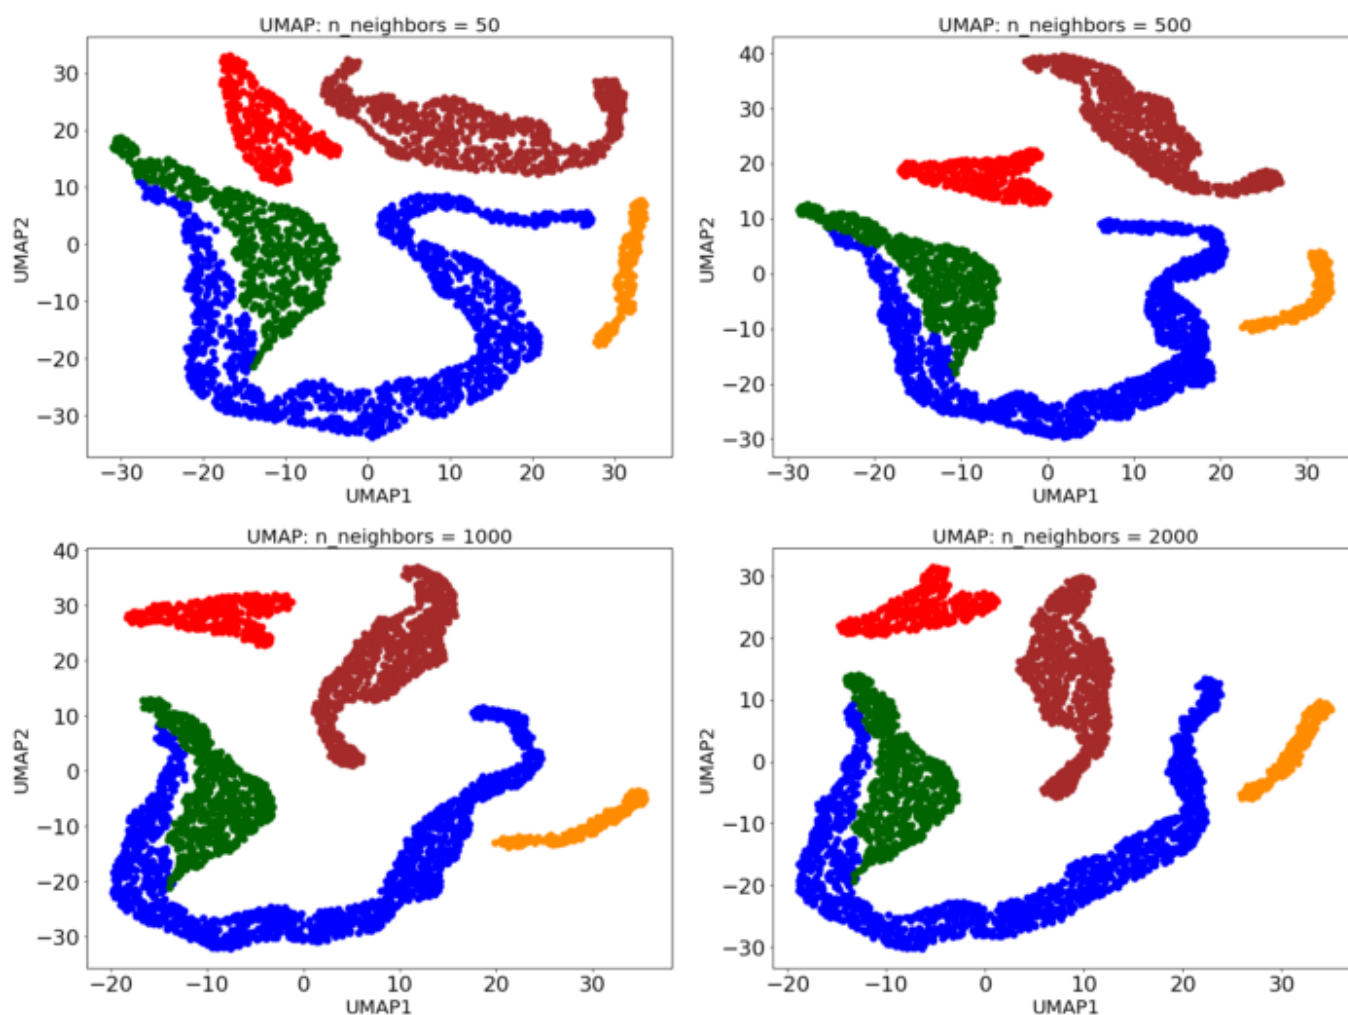 UMAP: n_neighbors = 50
30
20
10
0
−10
−20
−30
UMAP2
−30 −20 −10 0 10 20 30
UMAP1
UMAP: n_neighbors = 500
40
30
20
10
0
−10
−20
−30
UMAP2
−30 −20 −10 0 10 20 30
UMAP1
UMAP: n_neighbors = 1000
40
30
20
10
0
−10
−20
−30
UMAP2
−20 −10 0 10 20 30
UMAP1
UMAP: n_neighbors = 2000
30
20
10
0
−10
−20
−30
UMAP2
−20 −10 0 10 20 30
UMAP1